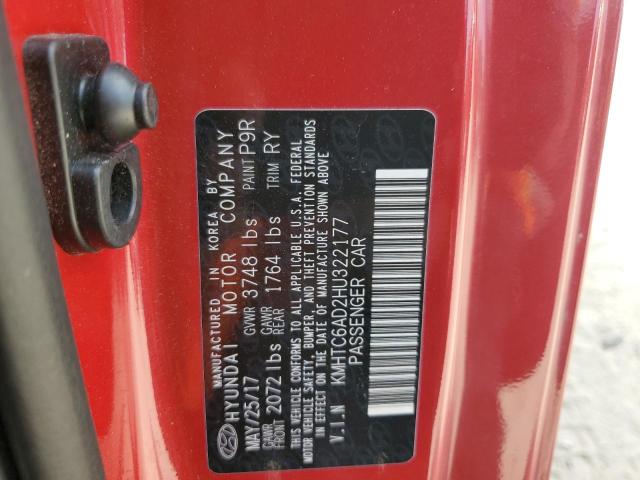 MANUFACTURED IN KOREA BY
HYUNDAI MOTOR COMPANY
MAY/25/17 GVWR 3748 lbs PAINT P9R
GAWR FRONT 2072 lbs GAWR REAR 1764 lbs TRIM RY
THIS VEHICLE CONFORMS TO ALL APPLICABLE U.S.A. FEDERAL
MOTOR VEHICLE SAFETY, BUMPER, AND THEFT PREVENTION STANDARDS
IN EFFECT ON THE DATE OF MANUFACTURE SHOWN ABOVE
V.I.N KMHTC6AD2HU322177
PASSENGER CAR